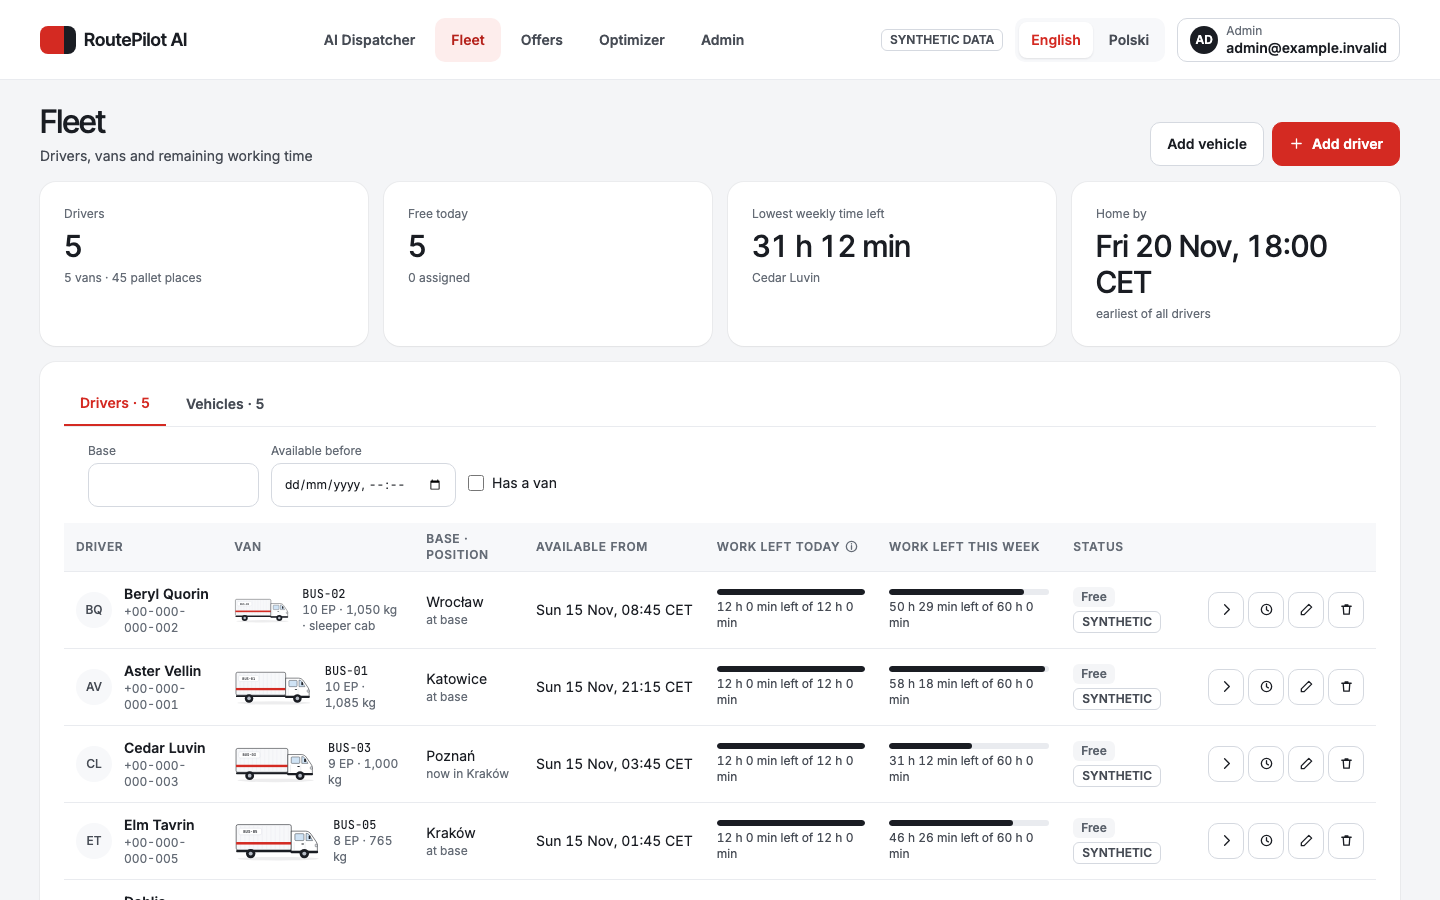 RoutePilot AI
AI Dispatcher
Fleet
Offers
Optimizer
Admin
SYNTHETIC DATA
English
Polski
AD
Admin
admin@example.invalid
Fleet
Drivers, vans and remaining working time
Add vehicle
+ Add driver
Drivers
5
5 vans · 45 pallet places
Free today
5
0 assigned
Lowest weekly time left
31 h 12 min
Cedar Luvin
Home by
Fri 20 Nov, 18:00
CET
earliest of all drivers
Drivers · 5
Vehicles · 5
Base
Available before
dd/mm/yyyy, --:--
Has a van
DRIVER
VAN
BASE ·
POSITION
AVAILABLE FROM
WORK LEFT TODAY ⓘ
WORK LEFT THIS WEEK
STATUS
BQ
Beryl Quorin
+00-000-
000-002
BUS-02
10 EP · 1,050 kg
· sleeper cab
Wrocław
at base
Sun 15 Nov, 08:45 CET
12 h 0 min left of 12 h 0
min
50 h 29 min left of 60 h 0
min
Free
SYNTHETIC
AV
Aster Vellin
+00-000-
000-001
BUS-01
BUS-01
10 EP ·
1,085 kg
Katowice
at base
Sun 15 Nov, 21:15 CET
12 h 0 min left of 12 h 0
min
58 h 18 min left of 60 h 0
min
Free
SYNTHETIC
CL
Cedar Luvin
+00-000-
000-003
BUS-03
BUS-03
9 EP · 1,000
kg
Poznań
now in Kraków
Sun 15 Nov, 03:45 CET
12 h 0 min left of 12 h 0
min
31 h 12 min left of 60 h 0
min
Free
SYNTHETIC
ET
Elm Tavrin
+00-000-
000-005
BUS-05
BUS-05
8 EP · 765
kg
Kraków
at base
Sun 15 Nov, 01:45 CET
12 h 0 min left of 12 h 0
min
46 h 26 min left of 60 h 0
min
Free
SYNTHETIC